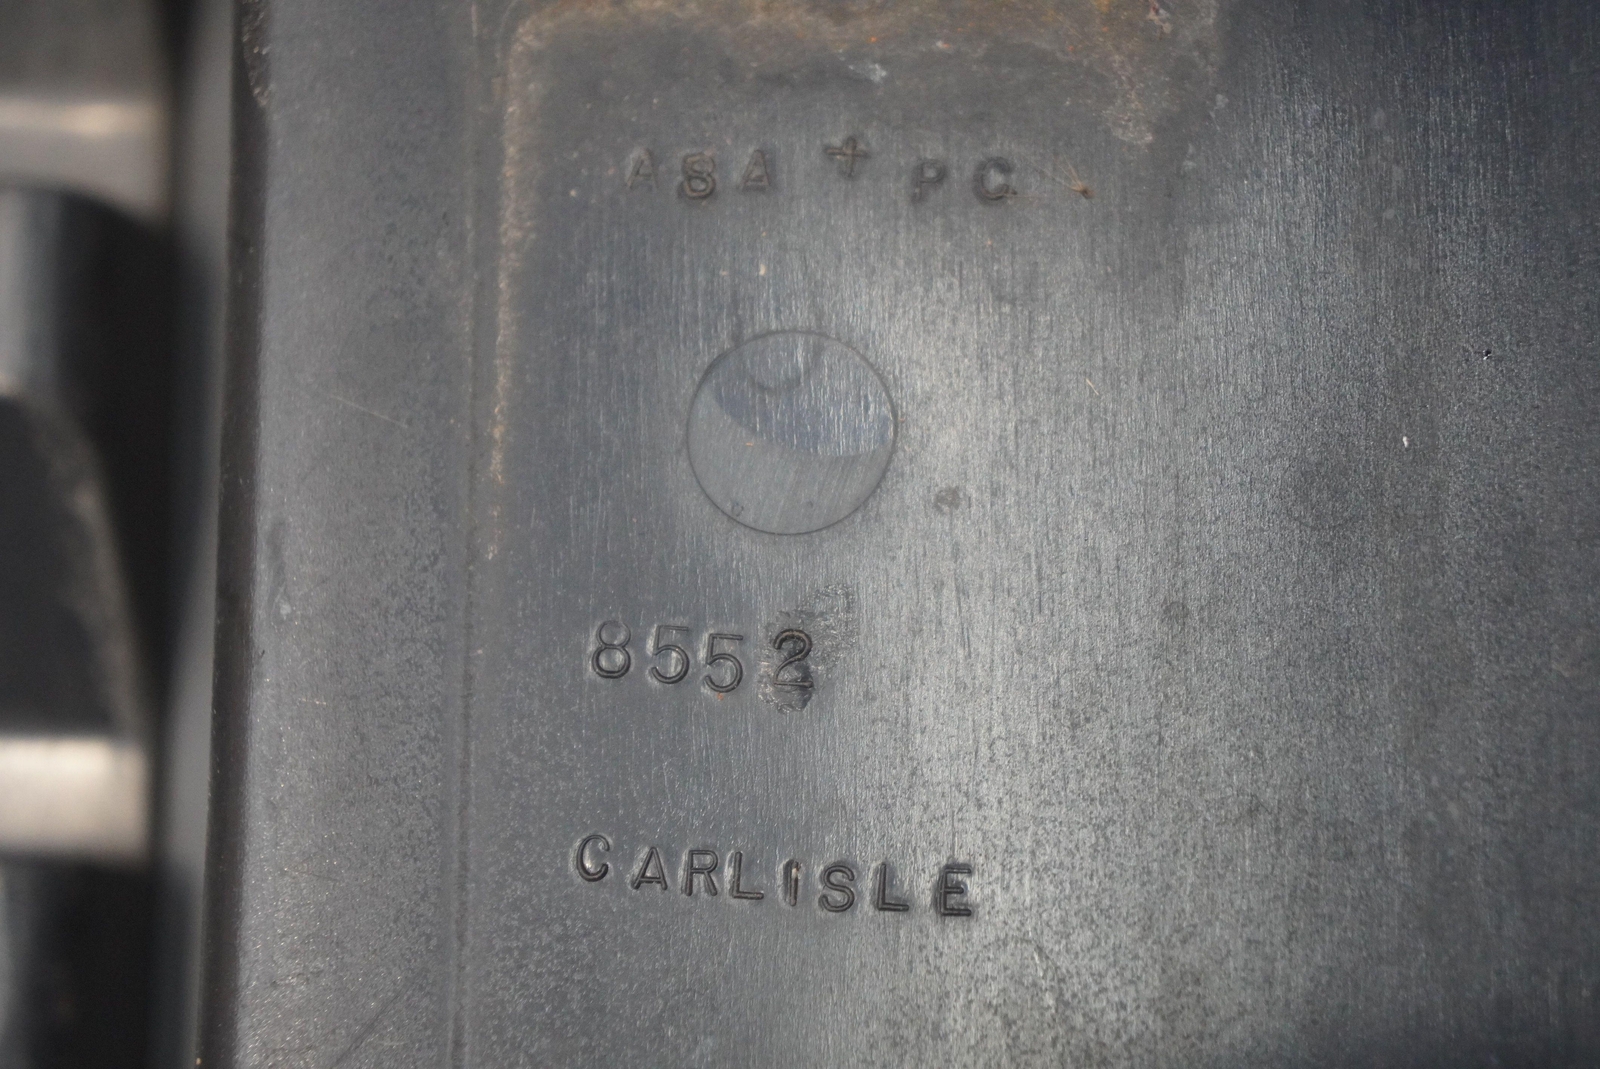 ASA + PC
8552
CARLISLE